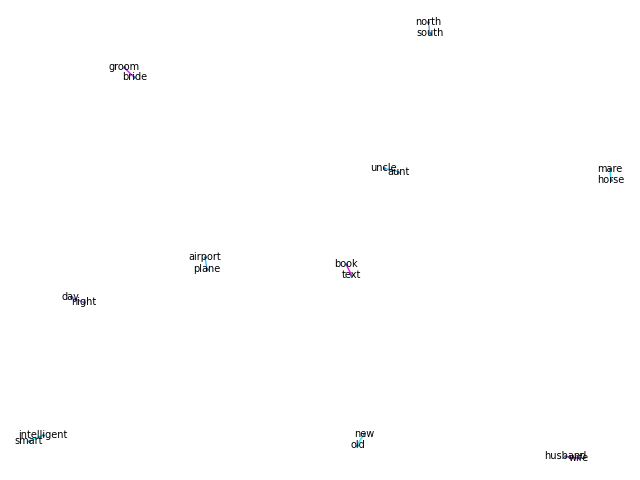 north
south
groom
bride
uncle
aunt
mare
horse
airport
plane
book
text
day
night
new
old
intelligent
smart
husband
wife